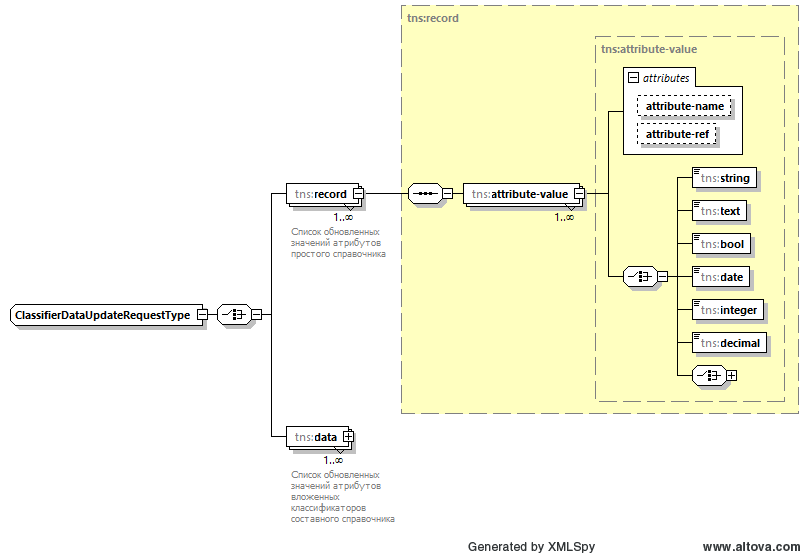 tns:record
tns:attribute-value
attributes
attribute-name
attribute-ref
tns:string
tns:text
tns:bool
tns:date
tns:integer
tns:decimal
tns:record
1..∞
Список обновленных
значений атрибутов
простого справочника
tns:attribute-value
1..∞
ClassifierDataUpdateRequestType
tns:data
1..∞
Список обновленных
значений атрибутов
вложенных
классификаторов
составного справочника
Generated by XMLSpy
www.altova.com